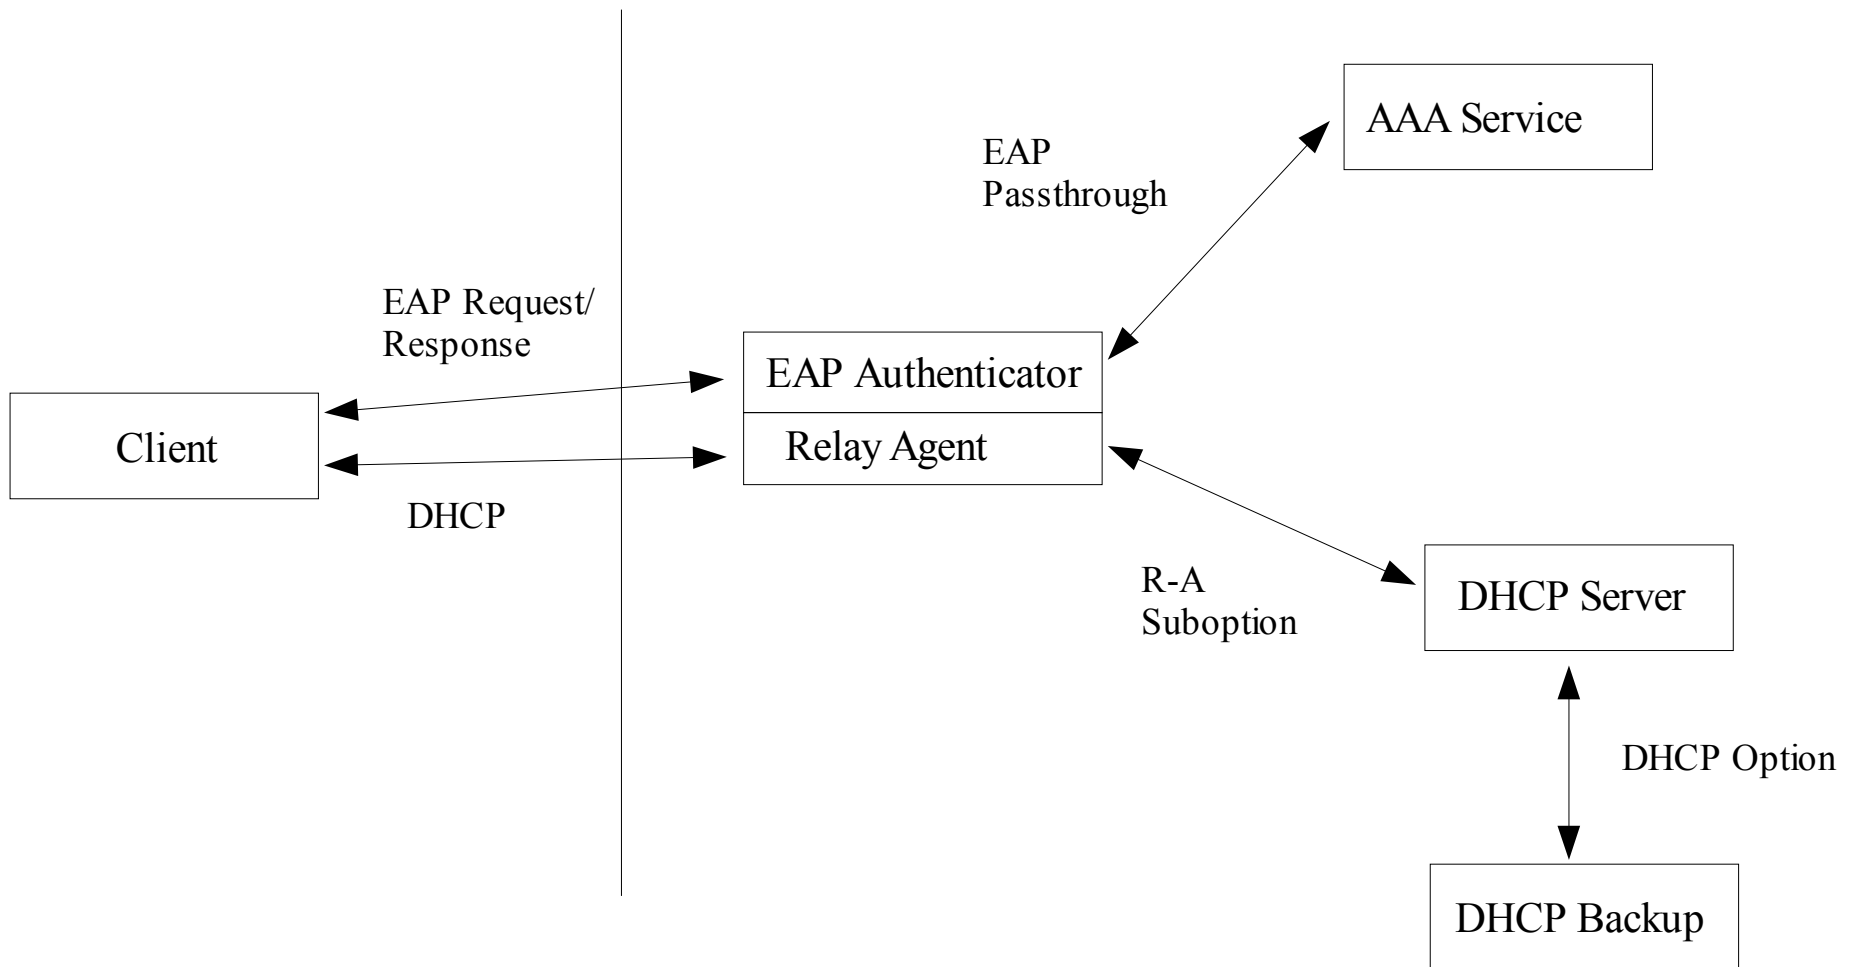 AAA Service
EAP
Passthrough
EAP Request/
Response
EAP Authenticator
Relay Agent
Client
DHCP
R-A
Suboption
DHCP Server
DHCP Option
DHCP Backup